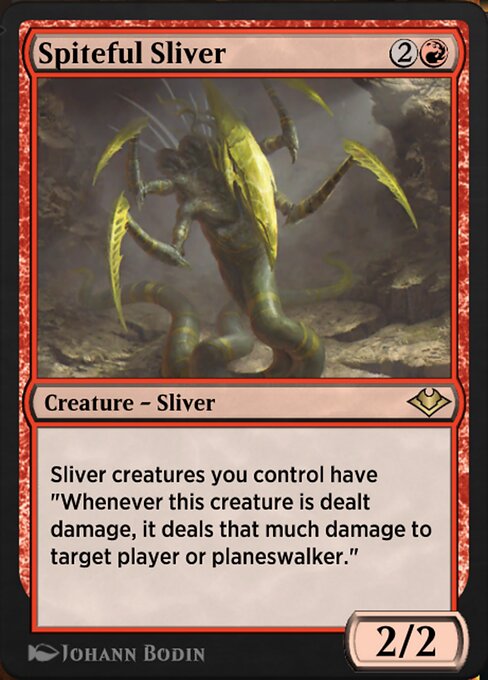 Spiteful Sliver 2
Creature – Sliver
Sliver creatures you control have
"Whenever this creature is dealt
damage, it deals that much damage to
target player or planeswalker."
2/2
Johann Bodin